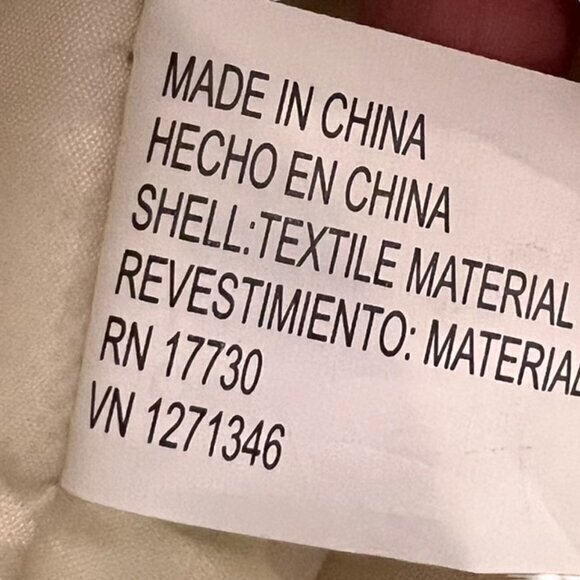 MADE IN CHINA
HECHO EN CHINA
SHELL:TEXTILE MATERIAL
REVESTIMIENTO: MATERIAL
RN 17730
VN 1271346